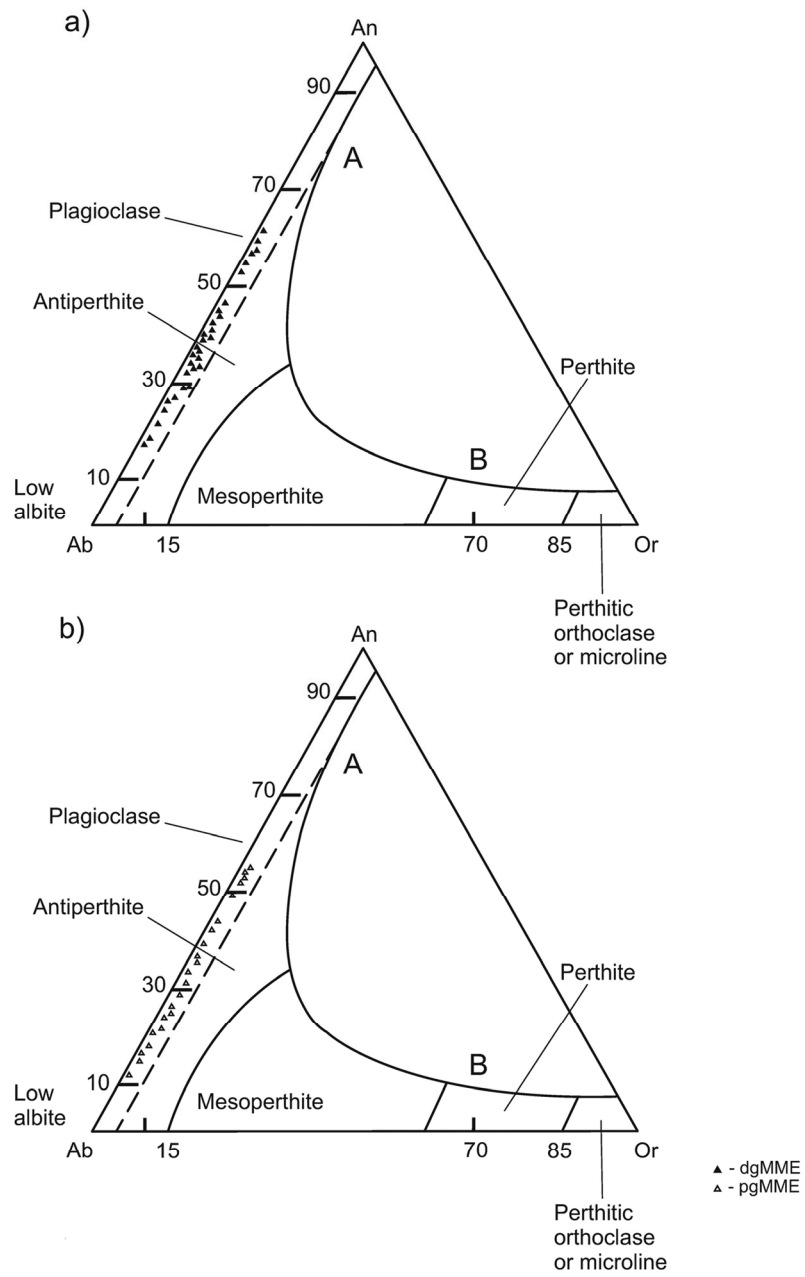 a)
An
90
A
70
Plagioclase
50
Antiperthite
30
Perthite
B
10
Low
albite
Mesoperthite
Ab
15
70
85
Or
Perthitic
orthoclase
or microline
b)
An
90
A
70
Plagioclase
50
Antiperthite
30
Perthite
B
10
Low
albite
Mesoperthite
Ab
15
70
85
Or
- dgMME
- pgMME
Perthitic
orthoclase
or microline